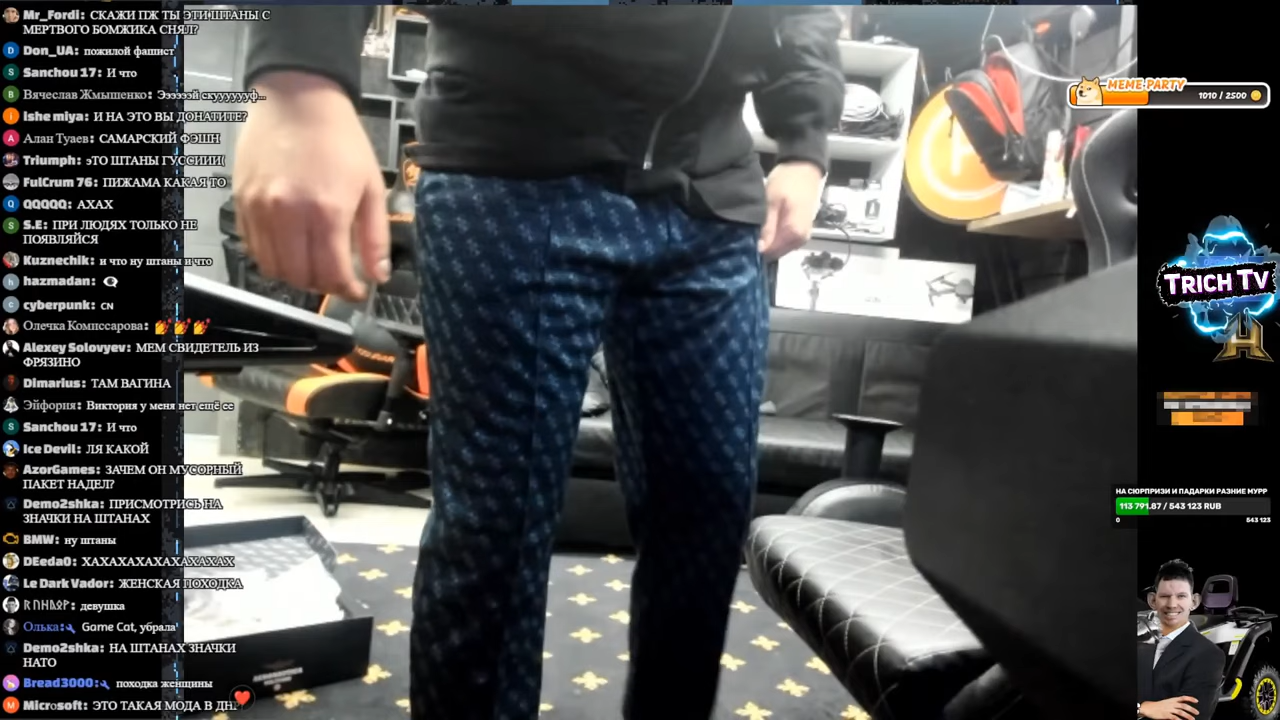 Mr_Fordi: СКАЖИ ПЖ ТЫ ЭТИ ШТАНЫ С
МЕРТВОГО БОМЖИКА СНЯЛ?
Don_UA: пожилой фашист
Sanchou 17: И что
Вячеслав Жмышенко: Ээээээй скууууууф...
Ishe miya: И НА ЭТО ВЫ ДОНАТИТЕ?
Алан Туаев: САМАРСКИЙ ФЭШН
Triumph: эТО ШТАНЫ ГУССИИИ(
FulCrum 76: ПИЖАМА КАКАЯ ТО
QQQQQ: АХАХ
S.E: ПРИ ЛЮДЯХ ТОЛЬКО НЕ
ПОЯВЛЯЙСЯ
Kuznechik: и что ну штаны и что
hazmadan:
cyberpunk: CN
Олечка Комиссарова:
Alexey Solovyev: МЕМ СВИДЕТЕЛЬ ИЗ
ФРЯЗИНО
Dimarius: ТАМ ВАГИНА
Эйфория: Виктория у меня нет ещё ее
Sanchou 17: И что
Ice Devil: ЛЯ КАКОЙ
AzorGames: ЗАЧЕМ ОН МУСОРНЫЙ
ПАКЕТ НАДЕЛ?
Demo2shka: ПРИСМОТРИСЬ НА
ЗНАЧКИ НА ШТАНАХ
BMW: ну штаны
DEeda0: ХАХАХАХАХАХАХАХАХ
Le Dark Vador: ЖЕНСКАЯ ПОХОДКА
девушка
Олька: Game Cat, убрала
Demo2shka: НА ШТАНАХ ЗНАЧКИ
НАТО
Bread3000: походка женщины
Microsoft: ЭТО ТАКАЯ МОДА В ДН
MEME-PARTY
1010 / 2500
TRICH TV
НА СЮРПРИЗИ И ПАДАРКИ РАЗНИЕ МУРР
113 791.87 / 543 123 RUB
0
543 123